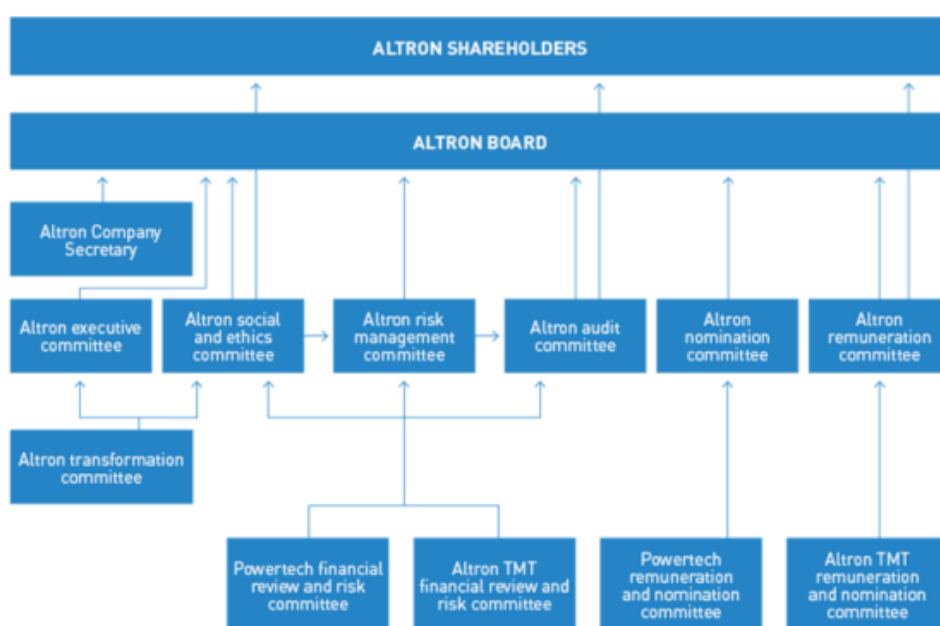 ALTRON SHAREHOLDERS
ALTRON BOARD
Altron Company
Secretary
Altron executive
committee
Altron social
and ethics
committee
Altron risk
management
committee
Altron audit
committee
Altron
nomination
committee
Altron
remuneration
committee
Altron transformation
committee
Powertech financial
review and risk
committee
Altron TMT
financial review and
risk committee
Powertech
remuneration
and nomination
committee
Altron TMT
remuneration
and nomination
committee